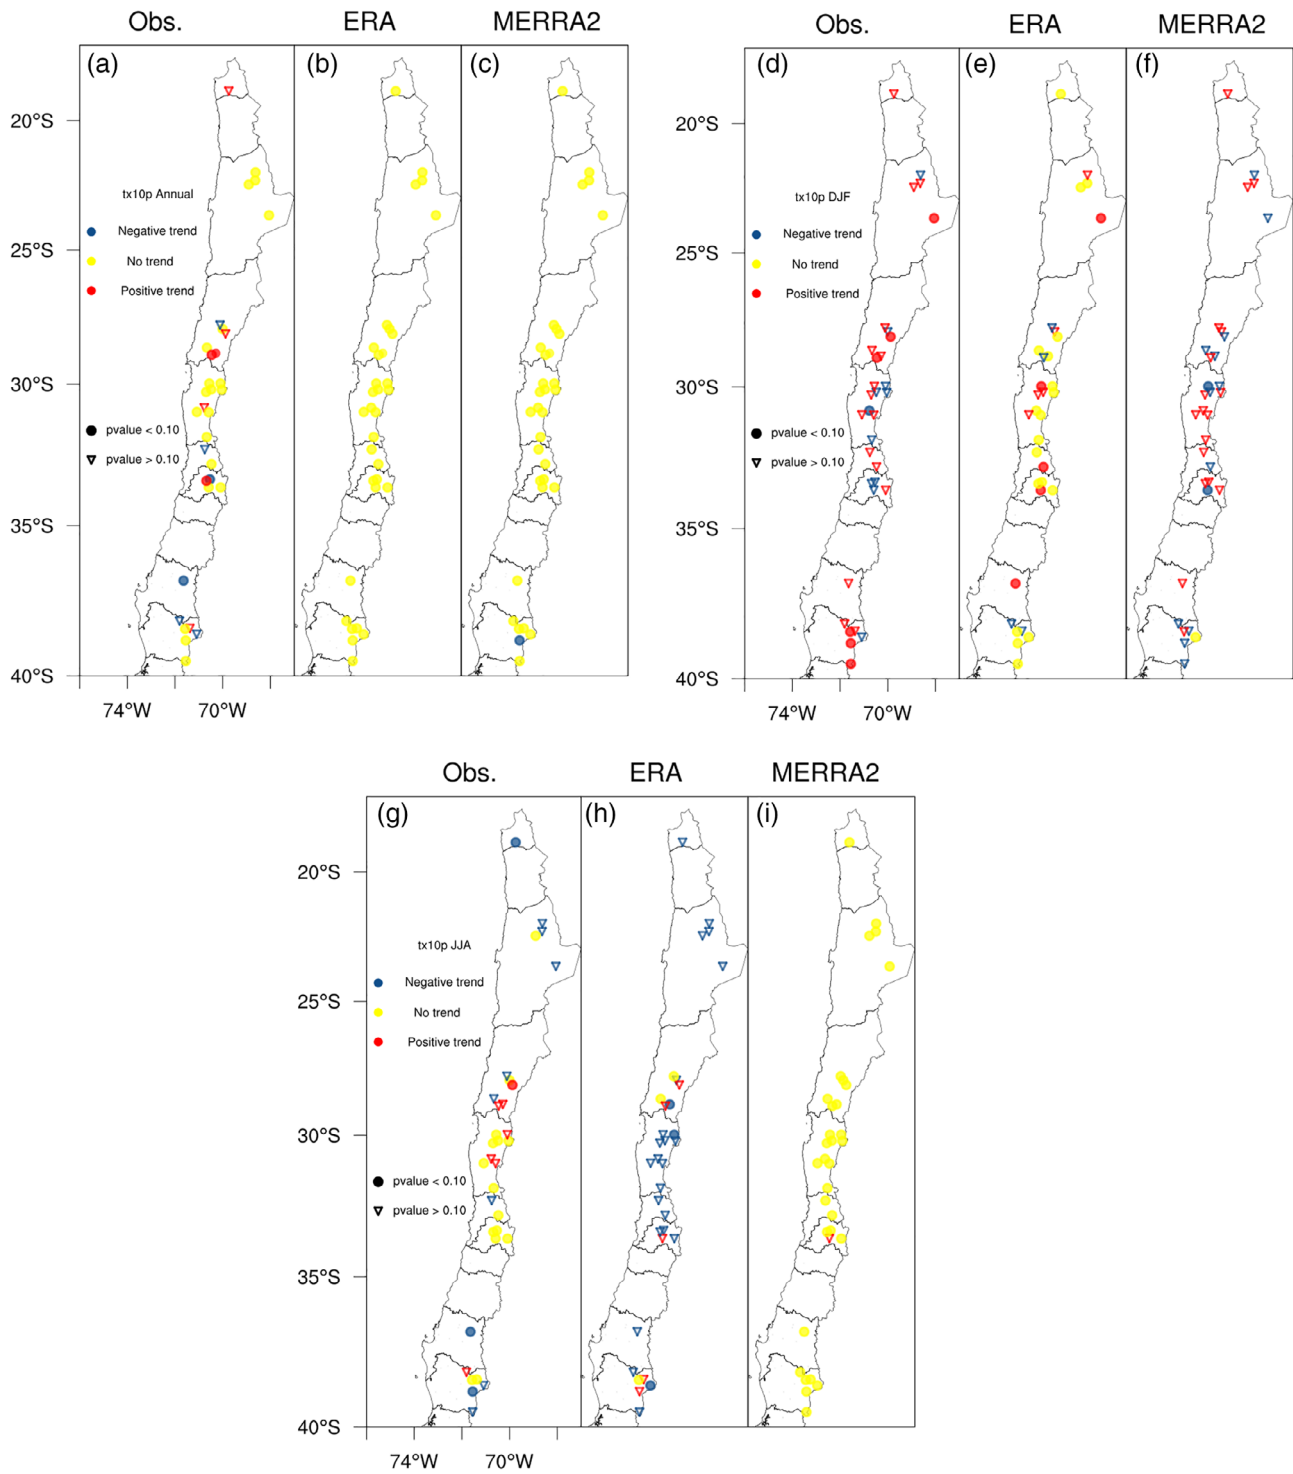 Obs. ERA MERRA2
(a) (b) (c)
20°S
tx10p Annual
Negative trend
25°S
No trend
Positive trend
30°S
pvalue < 0.10
pvalue > 0.10
35°S
40°S
74°W 70°W
Obs. ERA MERRA2
(d) (e) (f)
20°S
tx10p DJF
Negative trend
25°S
No trend
Positive trend
30°S
pvalue < 0.10
pvalue > 0.10
35°S
40°S
74°W 70°W
Obs. ERA MERRA2
(g) (h) (i)
20°S
tx10p JJA
Negative trend
25°S
No trend
Positive trend
30°S
pvalue < 0.10
pvalue > 0.10
35°S
40°S
74°W 70°W